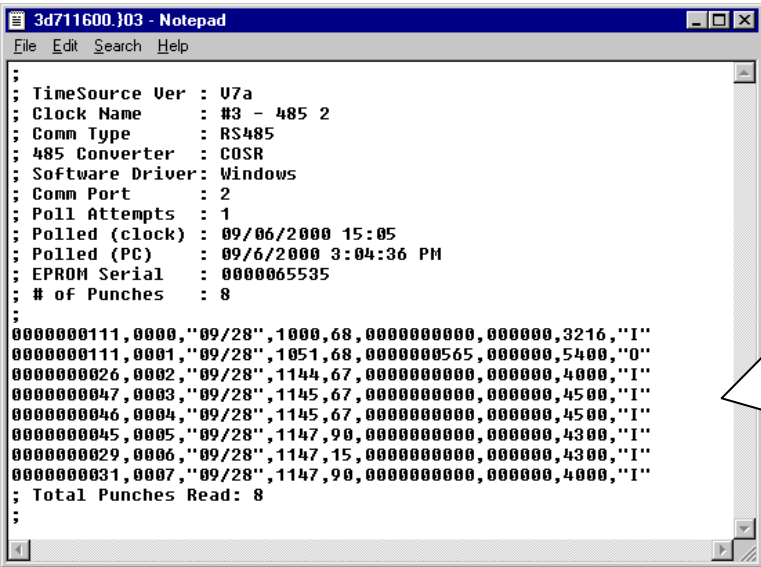 3d711600.}03 - Notepad
File Edit Search Help
;
; TimeSource Ver : V7a
; Clock Name     : #3 - 485 2
; Comm Type      : RS485
; 485 Converter  : COSR
; Software Driver: Windows
; Comm Port      : 2
; Poll Attempts  : 1
; Polled (clock) : 09/06/2000 15:05
; Polled (PC)    : 09/6/2000 3:04:36 PM
; EPROM Serial   : 0000065535
; # of Punches   : 8
;
0000000111,0000,"09/28",1000,68,0000000000,000000,3216,"I"
0000000111,0001,"09/28",1051,68,0000000565,000000,5400,"O"
0000000026,0002,"09/28",1144,67,0000000000,000000,4000,"I"
0000000047,0003,"09/28",1145,67,0000000000,000000,4500,"I"
0000000046,0004,"09/28",1145,67,0000000000,000000,4500,"I"
0000000045,0005,"09/28",1147,90,0000000000,000000,4300,"I"
0000000029,0006,"09/28",1147,15,0000000000,000000,4300,"I"
0000000031,0007,"09/28",1147,90,0000000000,000000,4000,"I"
; Total Punches Read: 8
;